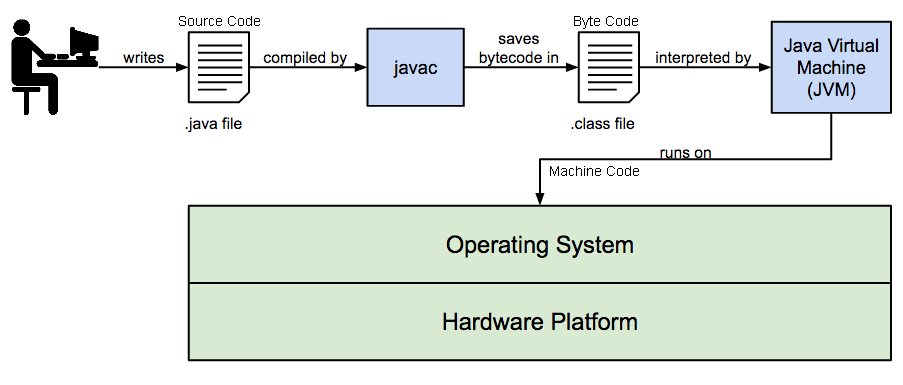 Source Code
writes
.java file
compiled by
javac
saves
bytecode in
Byte Code
.class file
interpreted by
Java Virtual
Machine
(JVM)
runs on
Machine Code
Operating System
Hardware Platform